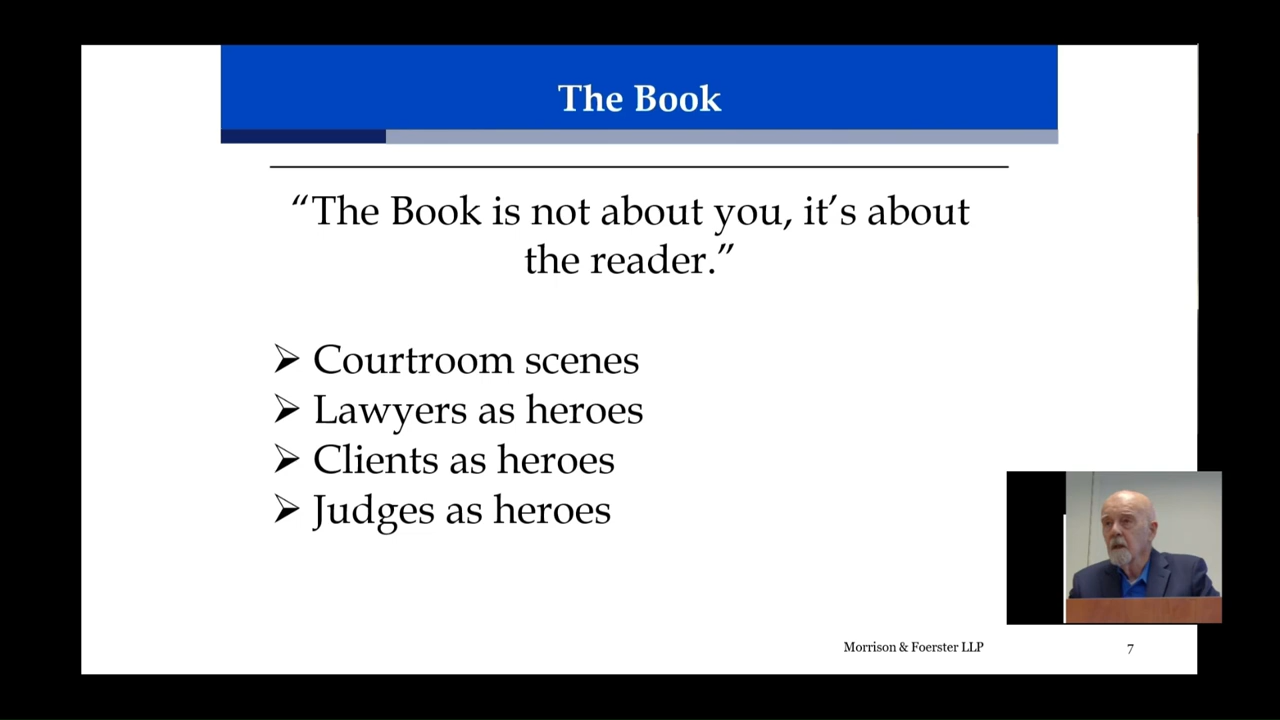 The Book
“The Book is not about you, it’s about
the reader.”
➢ Courtroom scenes
➢ Lawyers as heroes
➢ Clients as heroes
➢ Judges as heroes
Morrison & Foerster LLP
7